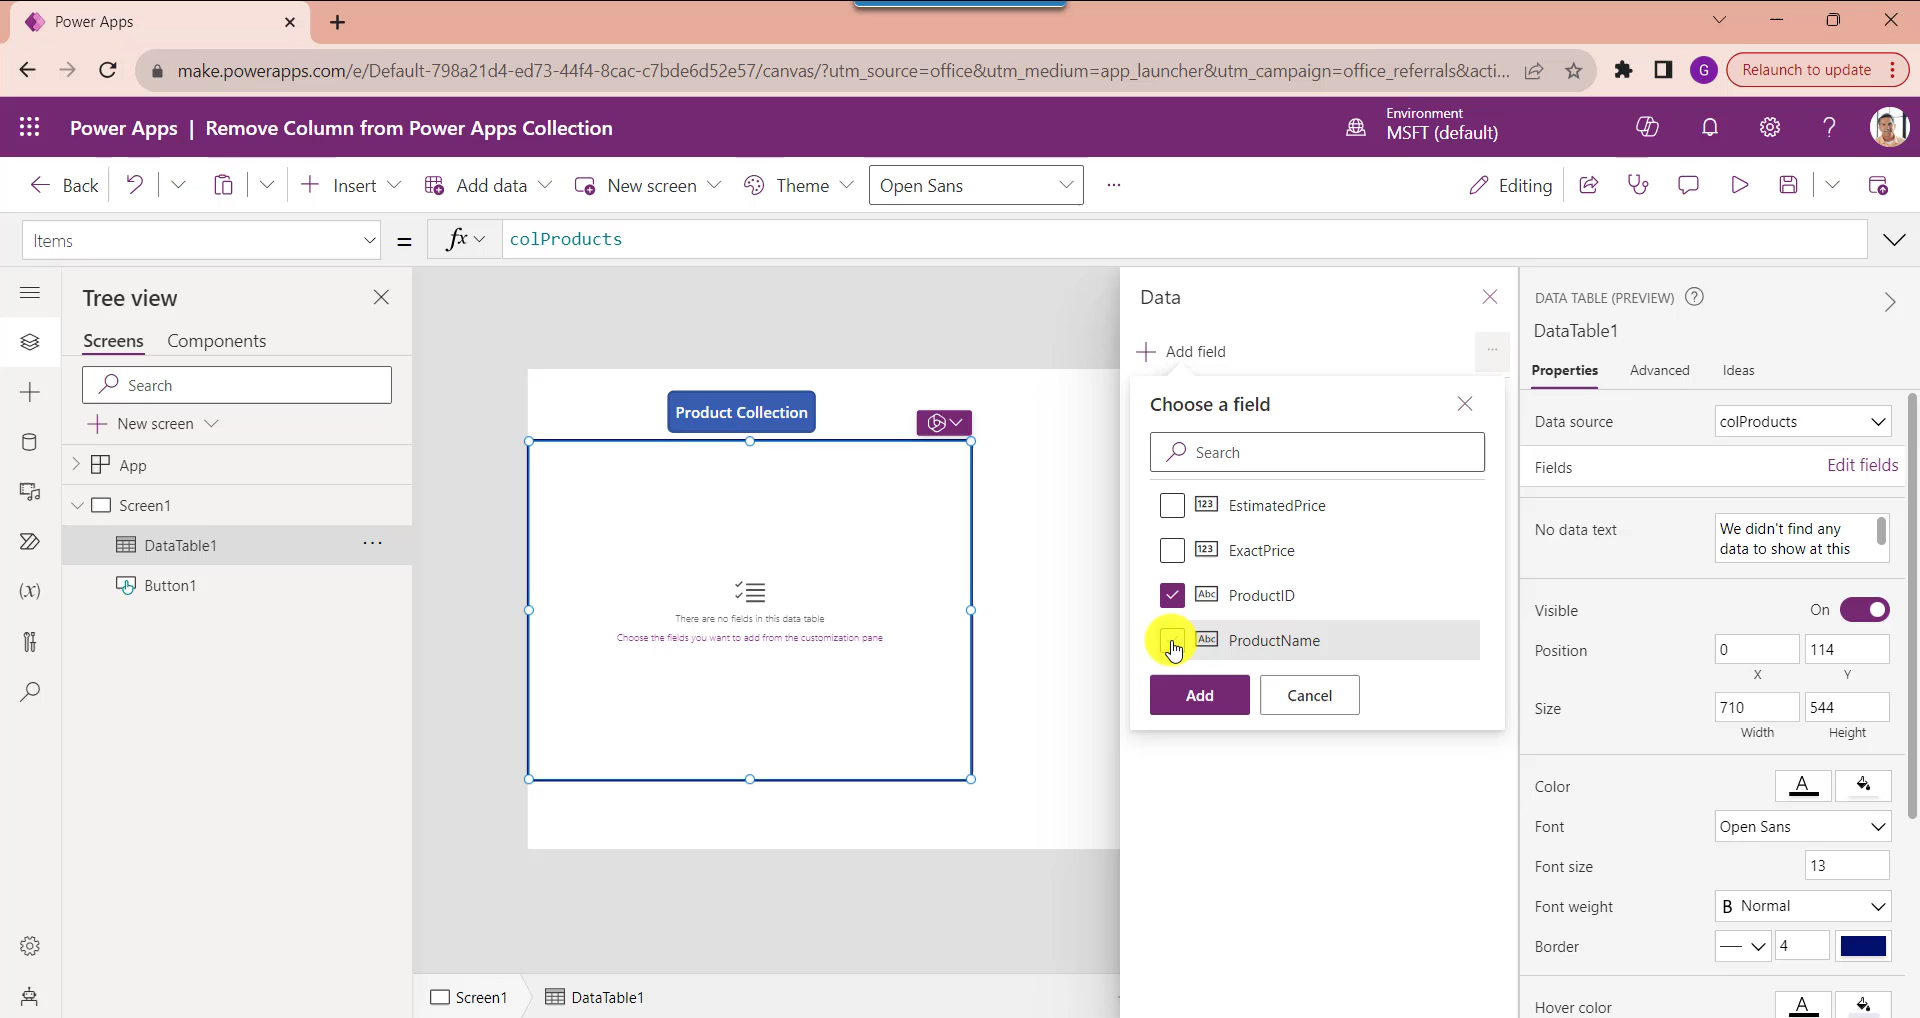 Power Apps
make.powerapps.com/e/Default-798a21d4-ed73-44f4-8cac-c7bde6d52e57/canvas/?utm_source=office&utm_medium=app_launcher&utm_campaign=office_referrals&acti...
G
Relaunch to update
Power Apps | Remove Column from Power Apps Collection
Environment
MSFT (default)
Back
Insert
Add data
New screen
Theme
Open Sans
...
Editing
Items
=
fx
colProducts
Tree view
Screens
Components
Search
New screen
App
Screen1
DataTable1
...
Button1
(x)
Product Collection
There are no fields in this data table
Choose the fields you want to add from the customization pane
Screen1
DataTable1
Data
Add field
...
Choose a field
Search
123 EstimatedPrice
123 ExactPrice
Abc ProductID
Abc ProductName
Add
Cancel
DATA TABLE (PREVIEW) ?
DataTable1
Properties
Advanced
Ideas
Data source
colProducts
Fields
Edit fields
No data text
We didn't find any
data to show at this
Visible
On
Position
0
114
X
Y
Size
710
544
Width
Height
Color
A
Font
Open Sans
Font size
13
Font weight
B Normal
Border
4
Hover color
A